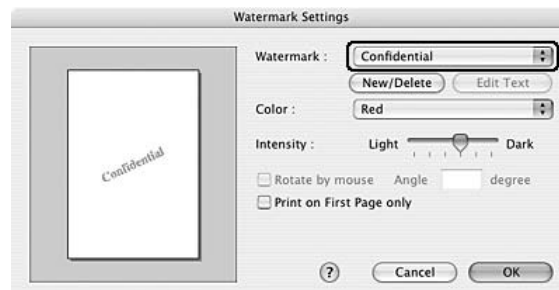 Watermark Settings
Watermark : Confidential
New/Delete Edit Text
Color : Red
Intensity : Light Dark
Confidential
Rotate by mouse Angle degree
Print on First Page only
? Cancel OK